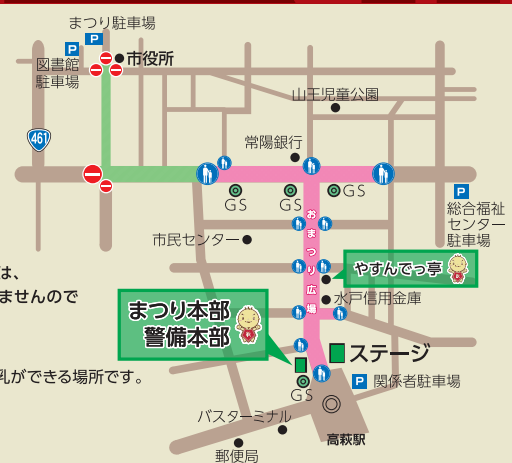 まつり駐車場
P
P
図書館
駐車場
市役所
461
山王児童公園
常陽銀行
GS
GS
GS
P
総合福祉
センター
駐車場
おまつり広場
市民センター
は、
ませんので
やすんでっ亭
水戸信用金庫
まつり本部
警備本部
ステージ
乳ができる場所です。
GS
P 関係者駐車場
バスターミナル
郵便局
高萩駅